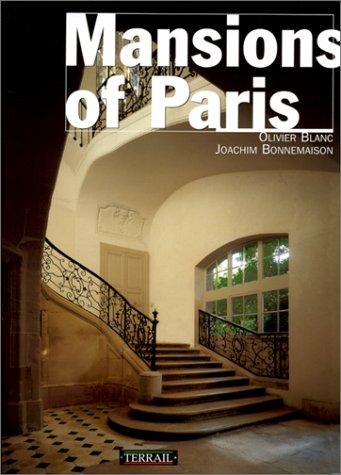 Mansions
of Paris
OLIVIER BLANC
JOACHIM BONNEMAISON
TERRAIL